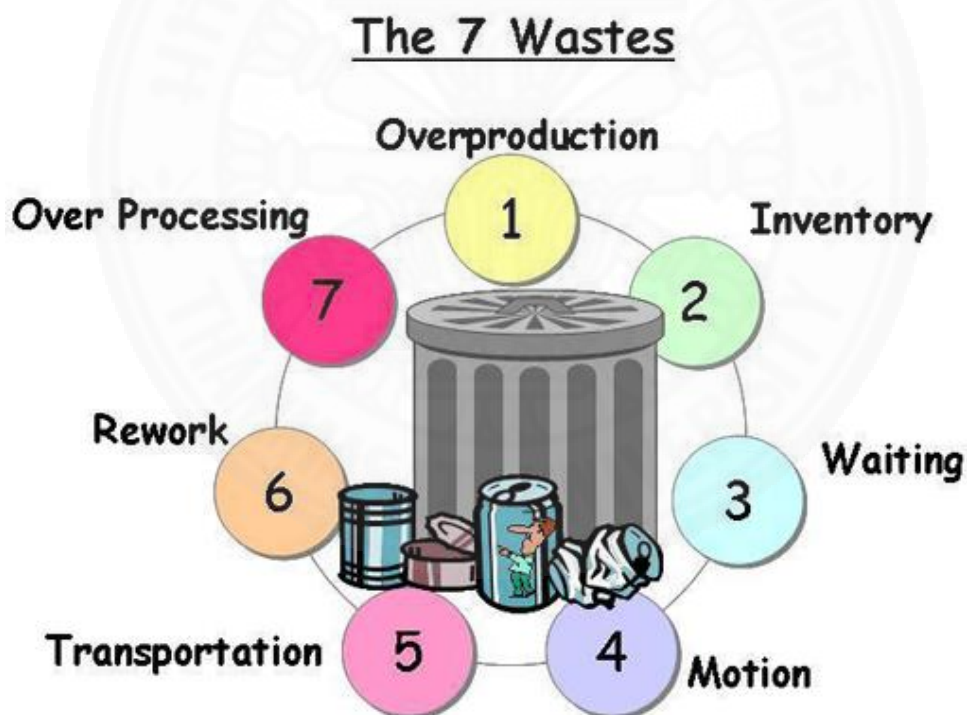 The 7 Wastes
Overproduction
1
Inventory
2
Waiting
3
Motion
4
Transportation
5
Rework
6
Over Processing
7